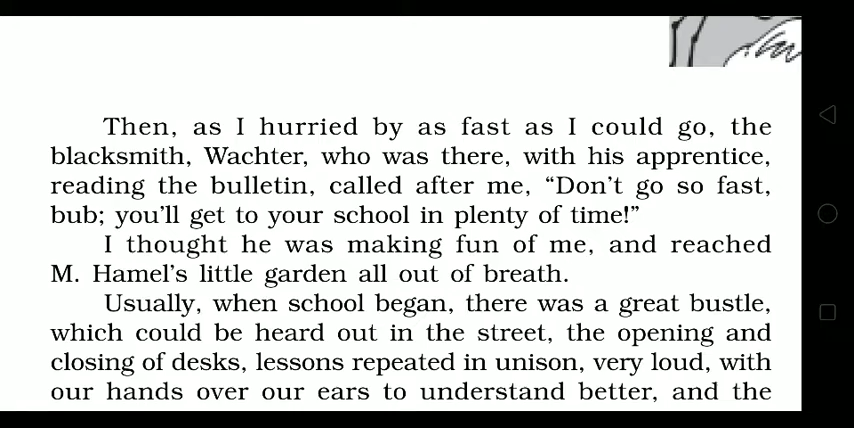 Then, as I hurried by as fast as I could go, the
blacksmith, Wachter, who was there, with his apprentice,
reading the bulletin, called after me, “Don’t go so fast,
bub; you’ll get to your school in plenty of time!”
I thought he was making fun of me, and reached
M. Hamel’s little garden all out of breath.
Usually, when school began, there was a great bustle,
which could be heard out in the street, the opening and
closing of desks, lessons repeated in unison, very loud, with
our hands over our ears to understand better, and the